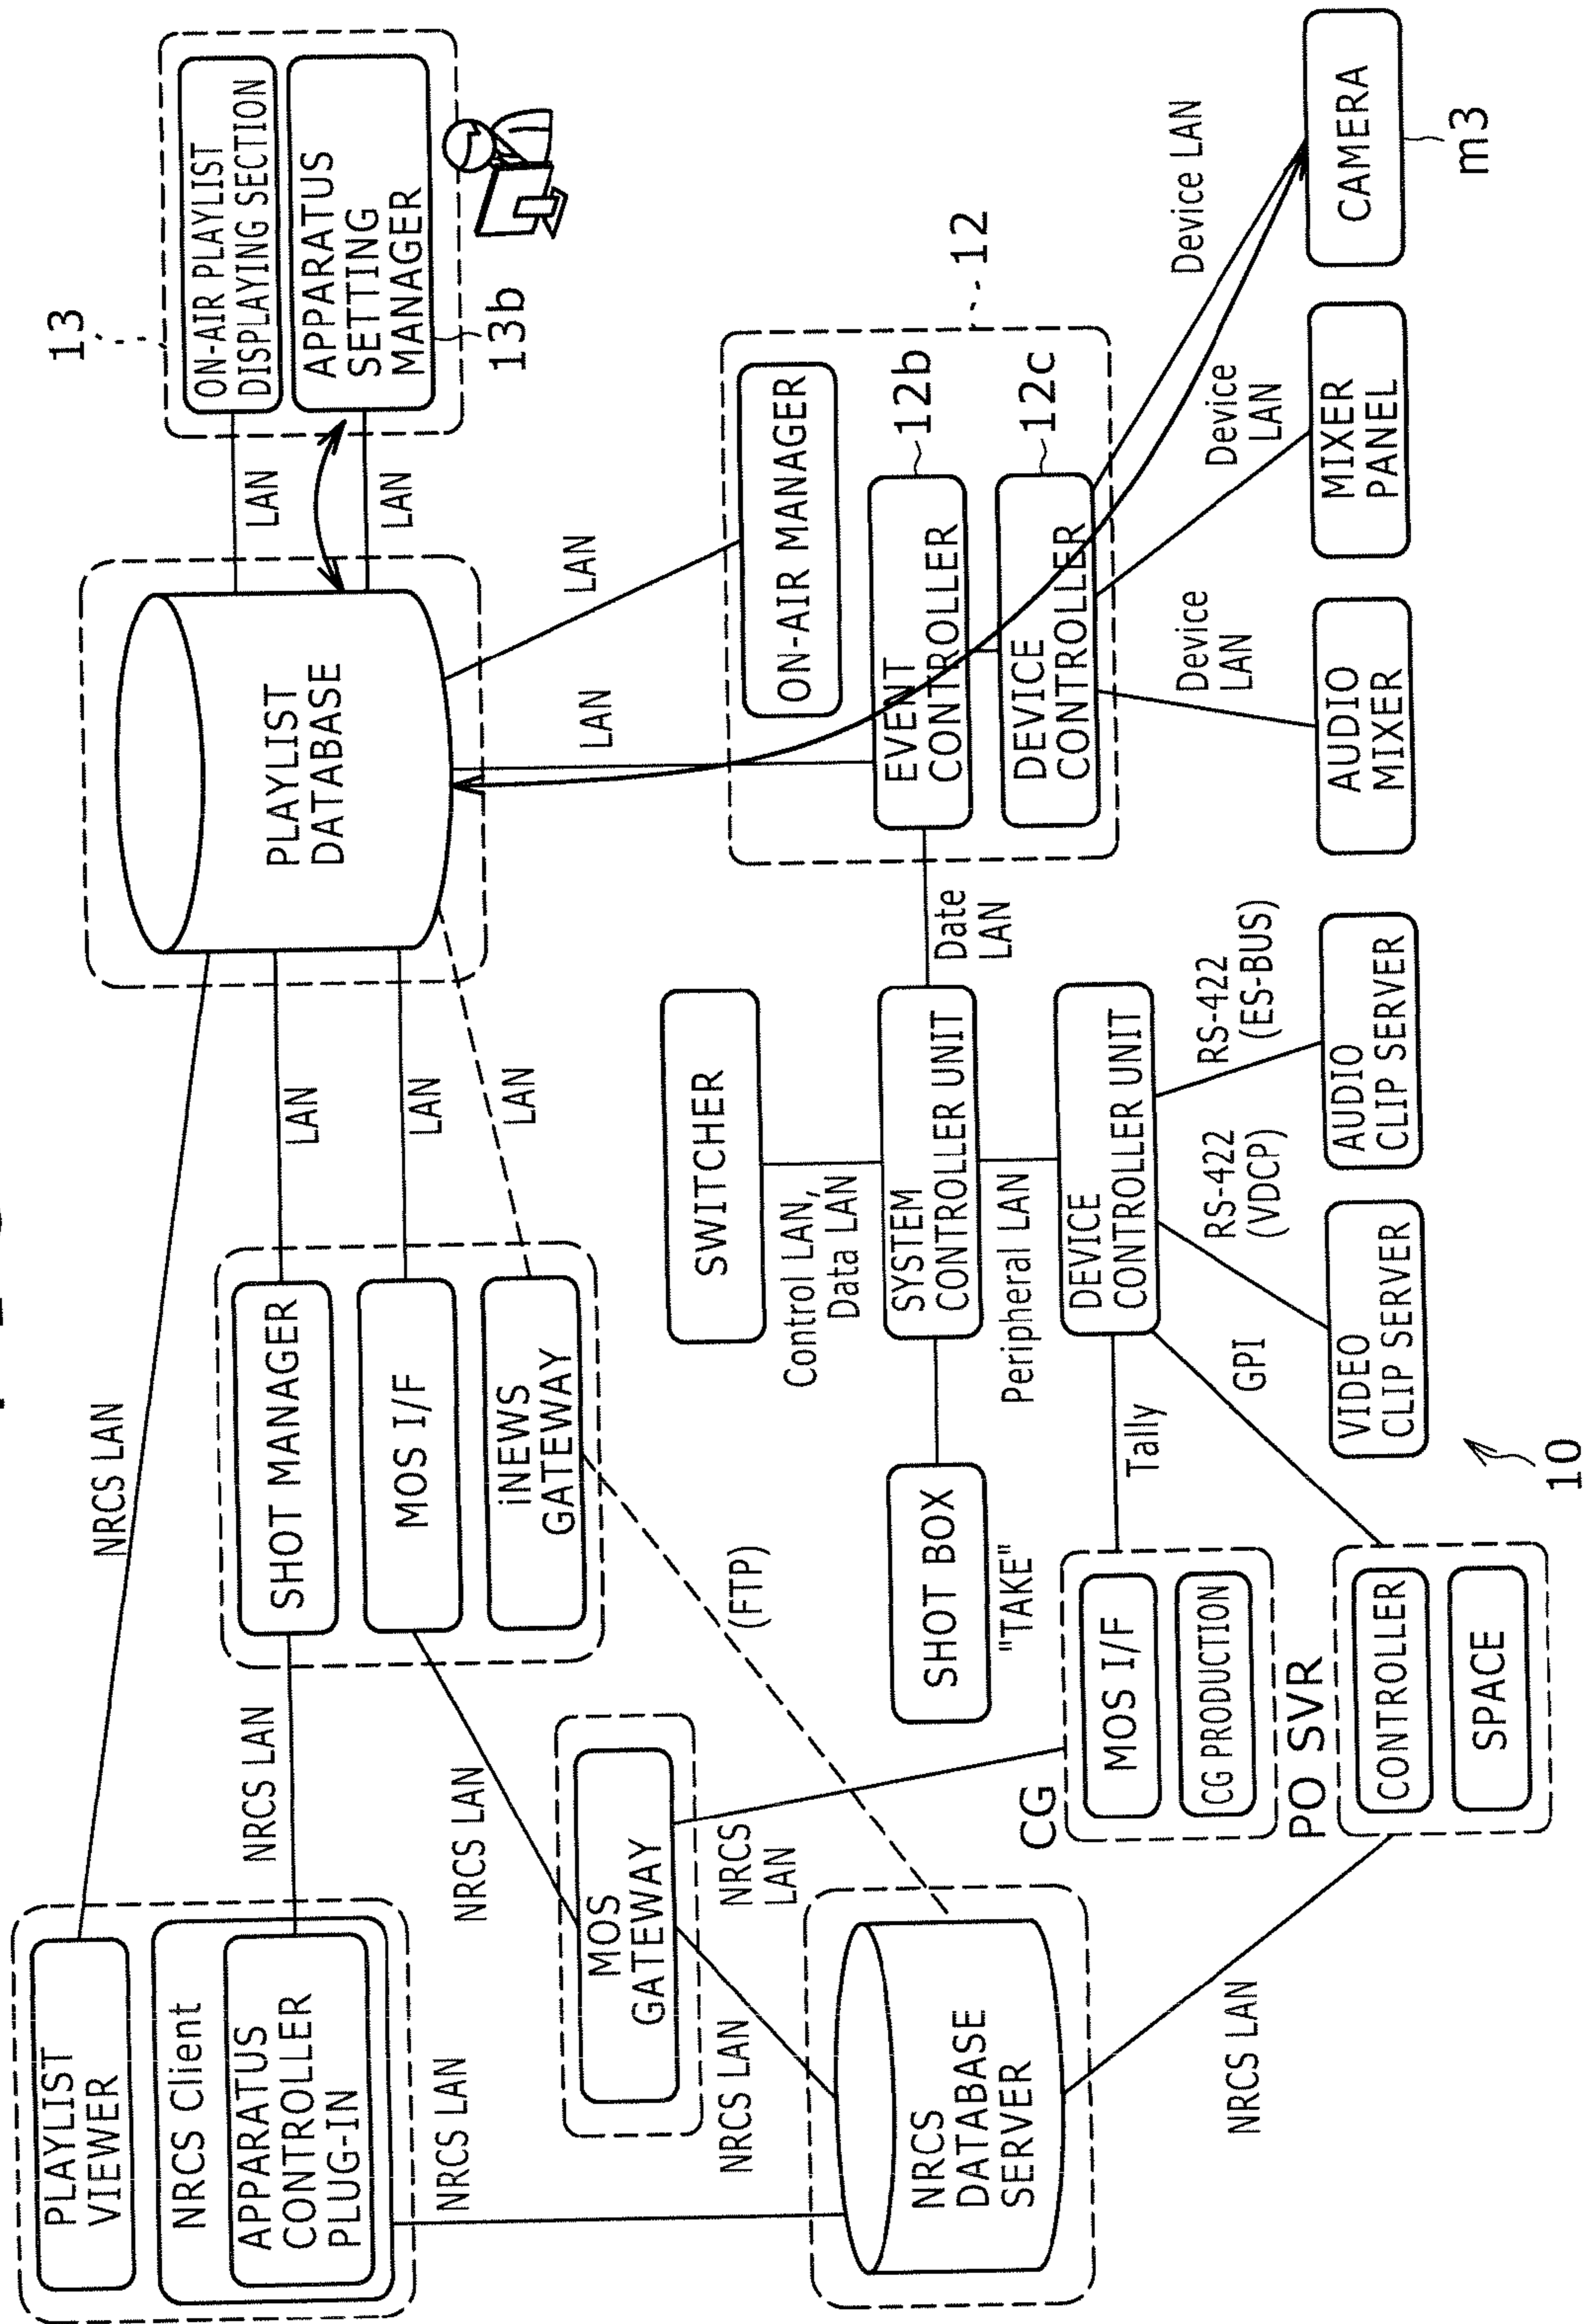 13
PLAYLIST
VIEWER
NRCS Client
APPARATUS
CONTROLLER
PLUG-IN
NRCS LAN
NRCS LAN
SHOT MANAGER
MOS I/F
iNEWS
GATEWAY
LAN
LAN
LAN
PLAYLIST
DATABASE
LAN
LAN
ON-AIR PLAYLIST
DISPLAYING SECTION
APPARATUS
SETTING
MANAGER
13b
NRCS LAN
NRCS LAN
MOS
GATEWAY
NRCS LAN
NRCS
LAN
(FTP)
LAN
LAN
NRCS
DATABASE
SERVER
NRCS LAN
SWITCHER
Control LAN,
Data LAN
SHOT BOX
"TAKE"
SYSTEM
CONTROLLER UNIT
Date
LAN
Peripheral LAN
DEVICE
CONTROLLER UNIT
ON-AIR MANAGER
EVENT
CONTROLLER
DEVICE
CONTROLLER
12
12b
12c
CG
MOS I/F
CG PRODUCTION
Tally
PO SVR
CONTROLLER
SPACE
GPI
RS-422
(VDCP)
RS-422
(ES-BUS)
Device
LAN
Device
LAN
Device LAN
VIDEO
CLIP SERVER
AUDIO
CLIP SERVER
AUDIO
MIXER
MIXER
PANEL
CAMERA
m3
10